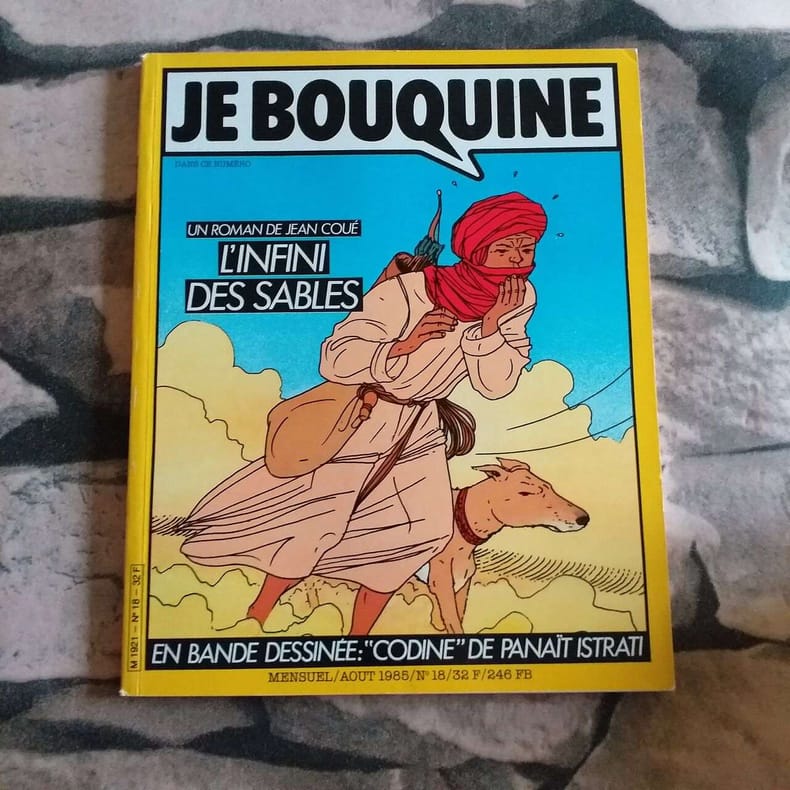 JE BOUQUINE
DANS CE NUMÉRO
UN ROMAN DE JEAN COUÉ
L'INFINI
DES SABLES
M 1921 - N° 18 - 32 F
EN BANDE DESSINÉE: "CODINE" DE PANAÏT ISTRATI
MENSUEL/AOUT 1985/N° 18/32 F/246 FB